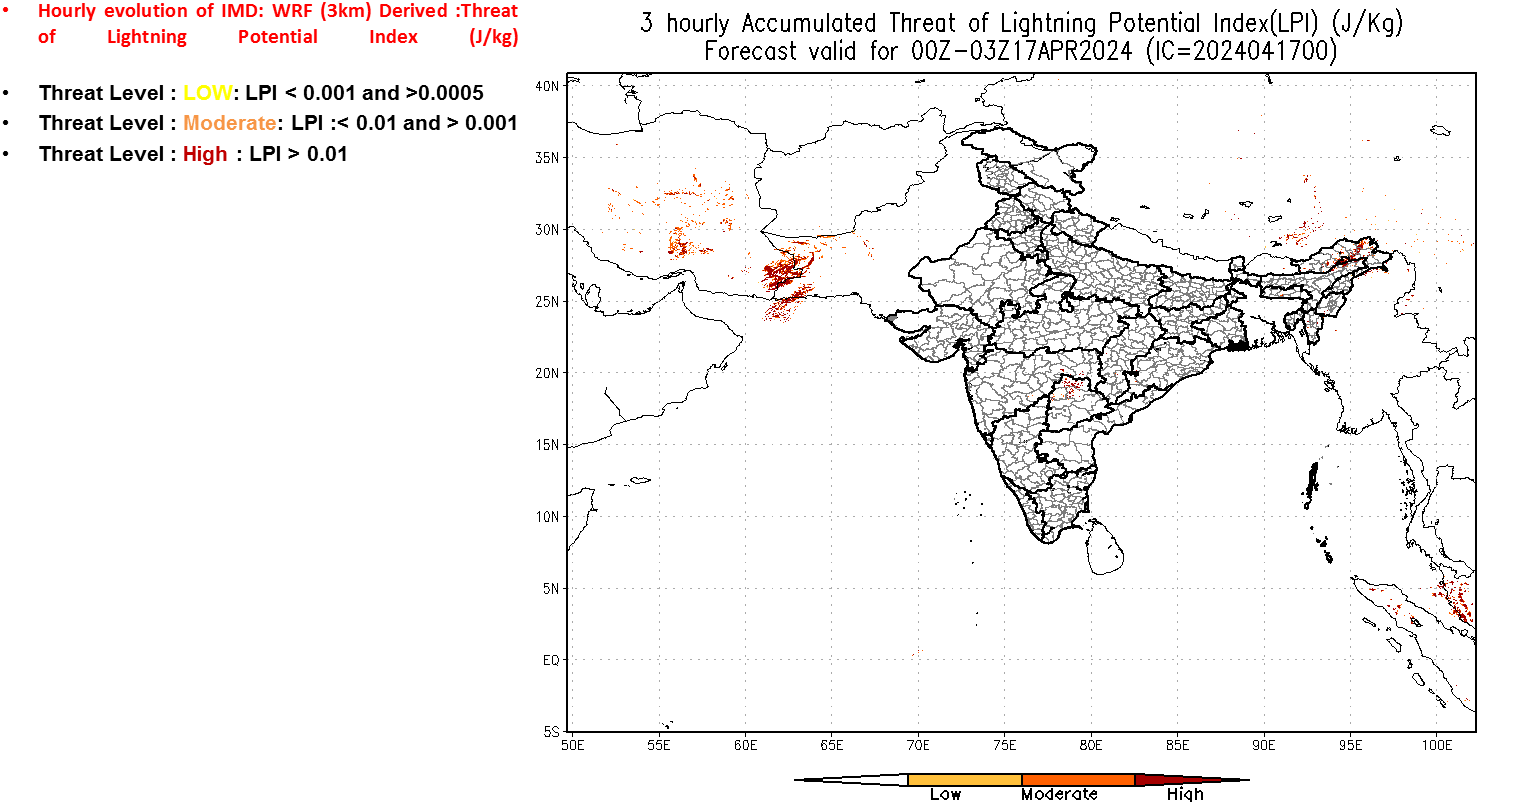 • Hourly evolution of IMD: WRF (3km) Derived :Threat
of Lightning Potential Index (J/kg)
• Threat Level : LOW: LPI < 0.001 and >0.0005
• Threat Level : Moderate: LPI :< 0.01 and > 0.001
• Threat Level : High : LPI > 0.01
3 hourly Accumulated Threat of Lightning Potential Index(LPI) (J/Kg)
Forecast valid for 00Z-03Z17APR2024 (IC=2024041700)
40N
35N
30N
25N
20N
15N
10N
5N
EQ
5S
50E 55E 60E 65E 70E 75E 80E 85E 90E 95E 100E
Low Moderate High